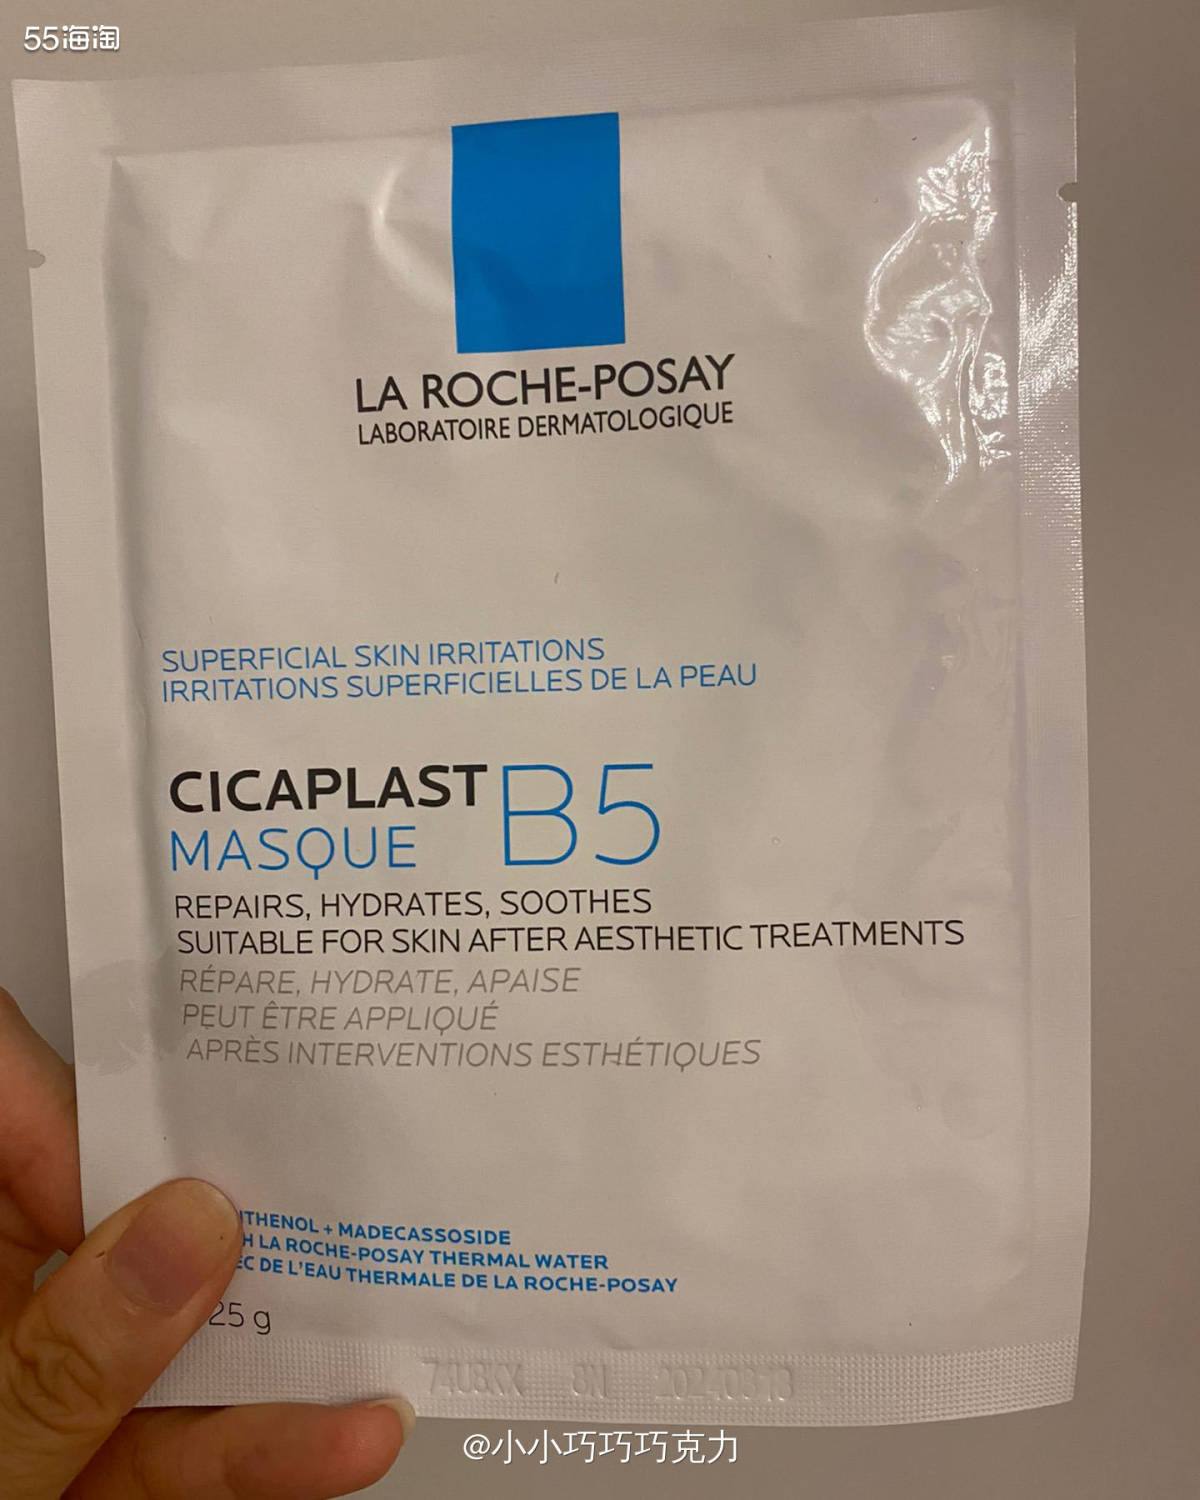 55海淘
LA ROCHE-POSAY
LABORATOIRE DERMATOLOGIQUE
SUPERFICIAL SKIN IRRITATIONS
IRRITATIONS SUPERFICIELLES DE LA PEAU
CICAPLAST B5
MASQUE
REPAIRS, HYDRATES, SOOTHES
SUITABLE FOR SKIN AFTER AESTHETIC TREATMENTS
RÉPARE, HYDRATE, APAISE
PEUT ÊTRE APPLIQUÉ
APRÈS INTERVENTIONS ESTHÉTIQUES
THENOL + MADECASSOSIDE
H LA ROCHE-POSAY THERMAL WATER
EC DE L'EAU THERMALE DE LA ROCHE-POSAY
25 g
20240313
@小小巧巧巧克力